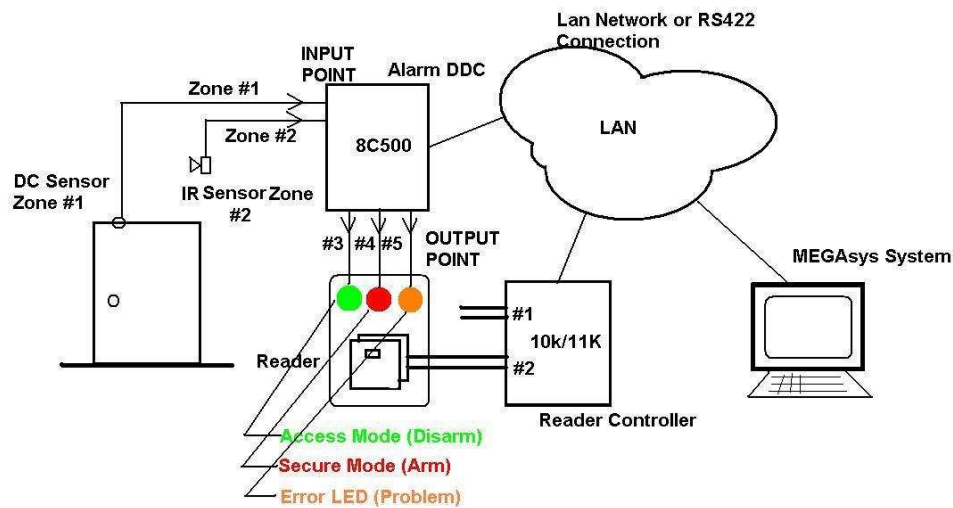 Lan Network or RS422
Connection
INPUT
POINT
Alarm DDC
Zone #1
Zone #2
8C500
LAN
DC Sensor
Zone #1
IR Sensor Zone
#2
#3
#4
#5
OUTPUT
POINT
MEGAsys System
#1
10k/11K
#2
Reader
Reader Controller
Access Mode (Disarm)
Secure Mode (Arm)
Error LED (Problem)